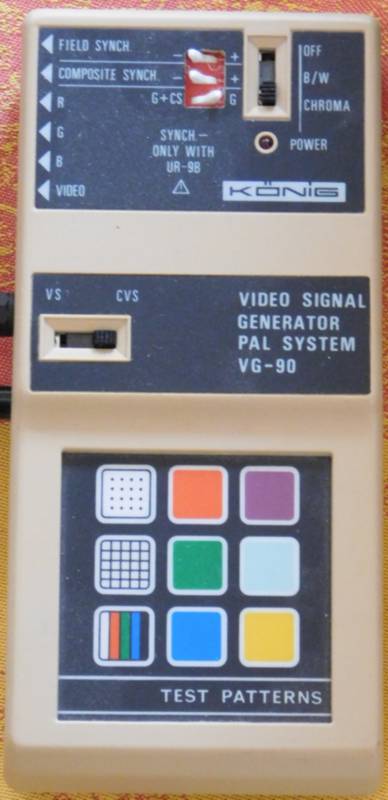 FIELD SYNCH. - +
COMPOSITE SYNCH. - +
R G+CS G
G
B
VIDEO
SYNCH.-
ONLY WITH
UR-9B
OFF
B/W
CHROMA
POWER
KÖNIG
VS CVS
VIDEO SIGNAL
GENERATOR
PAL SYSTEM
VG-90
TEST PATTERNS